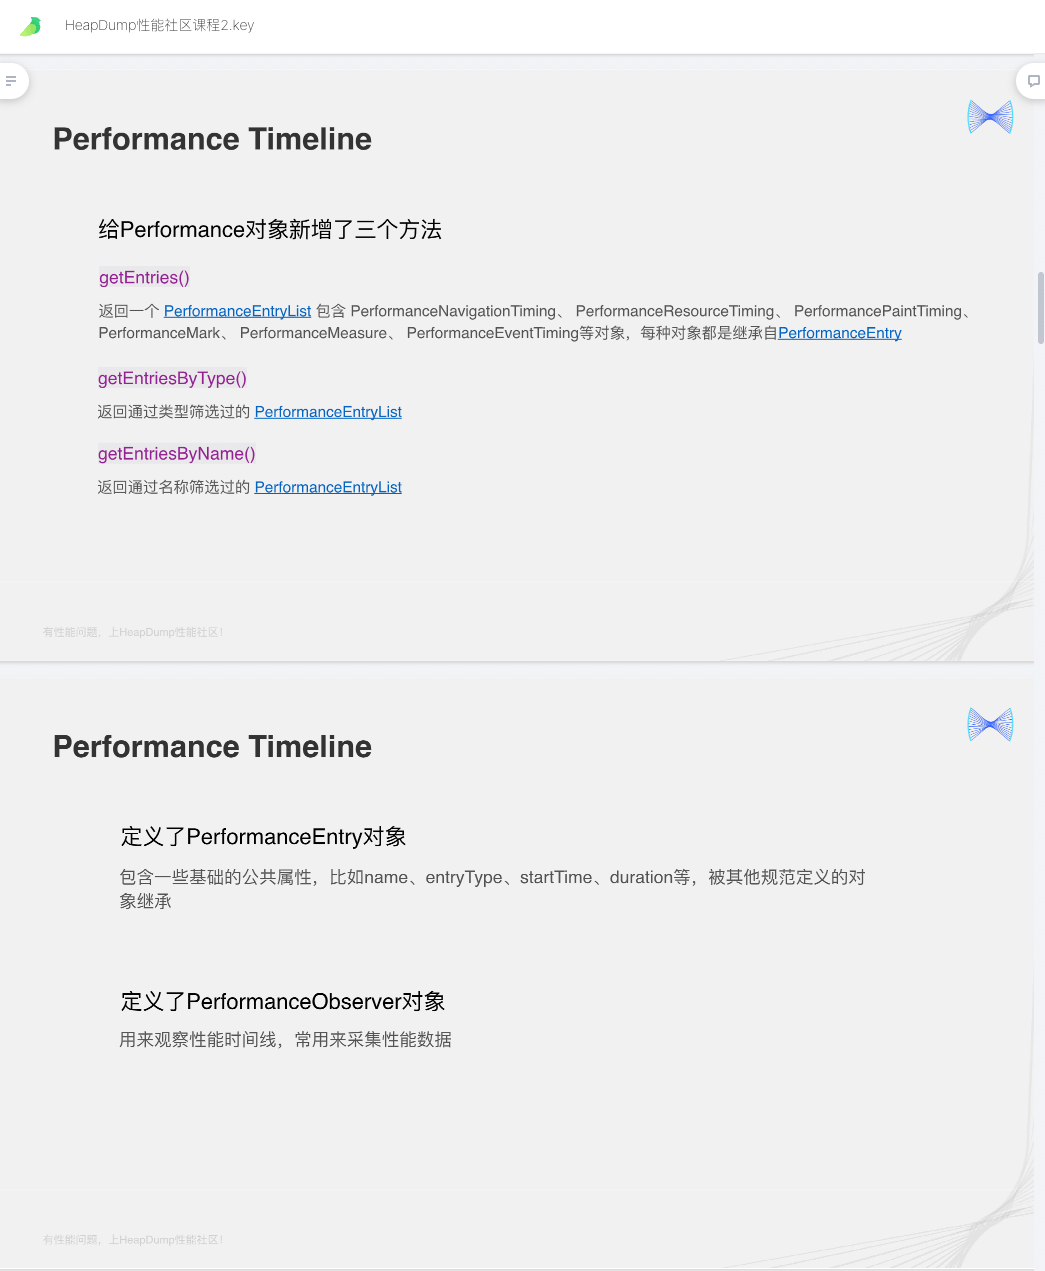 HeapDump性能社区课程2.key
Performance Timeline
给Performance对象新增了三个方法
getEntries()
返回一个 PerformanceEntryList 包含 PerformanceNavigationTiming、 PerformanceResourceTiming、 PerformancePaintTiming、
PerformanceMark、 PerformanceMeasure、 PerformanceEventTiming等对象，每种对象都是继承自PerformanceEntry
getEntriesByType()
返回通过类型筛选过的 PerformanceEntryList
getEntriesByName()
返回通过名称筛选过的 PerformanceEntryList
有性能问题，上HeapDump性能社区！
Performance Timeline
定义了PerformanceEntry对象
包含一些基础的公共属性，比如name、entryType、startTime、duration等，被其他规范定义的对
象继承
定义了PerformanceObserver对象
用来观察性能时间线，常用来采集性能数据
有性能问题，上HeapDump性能社区！